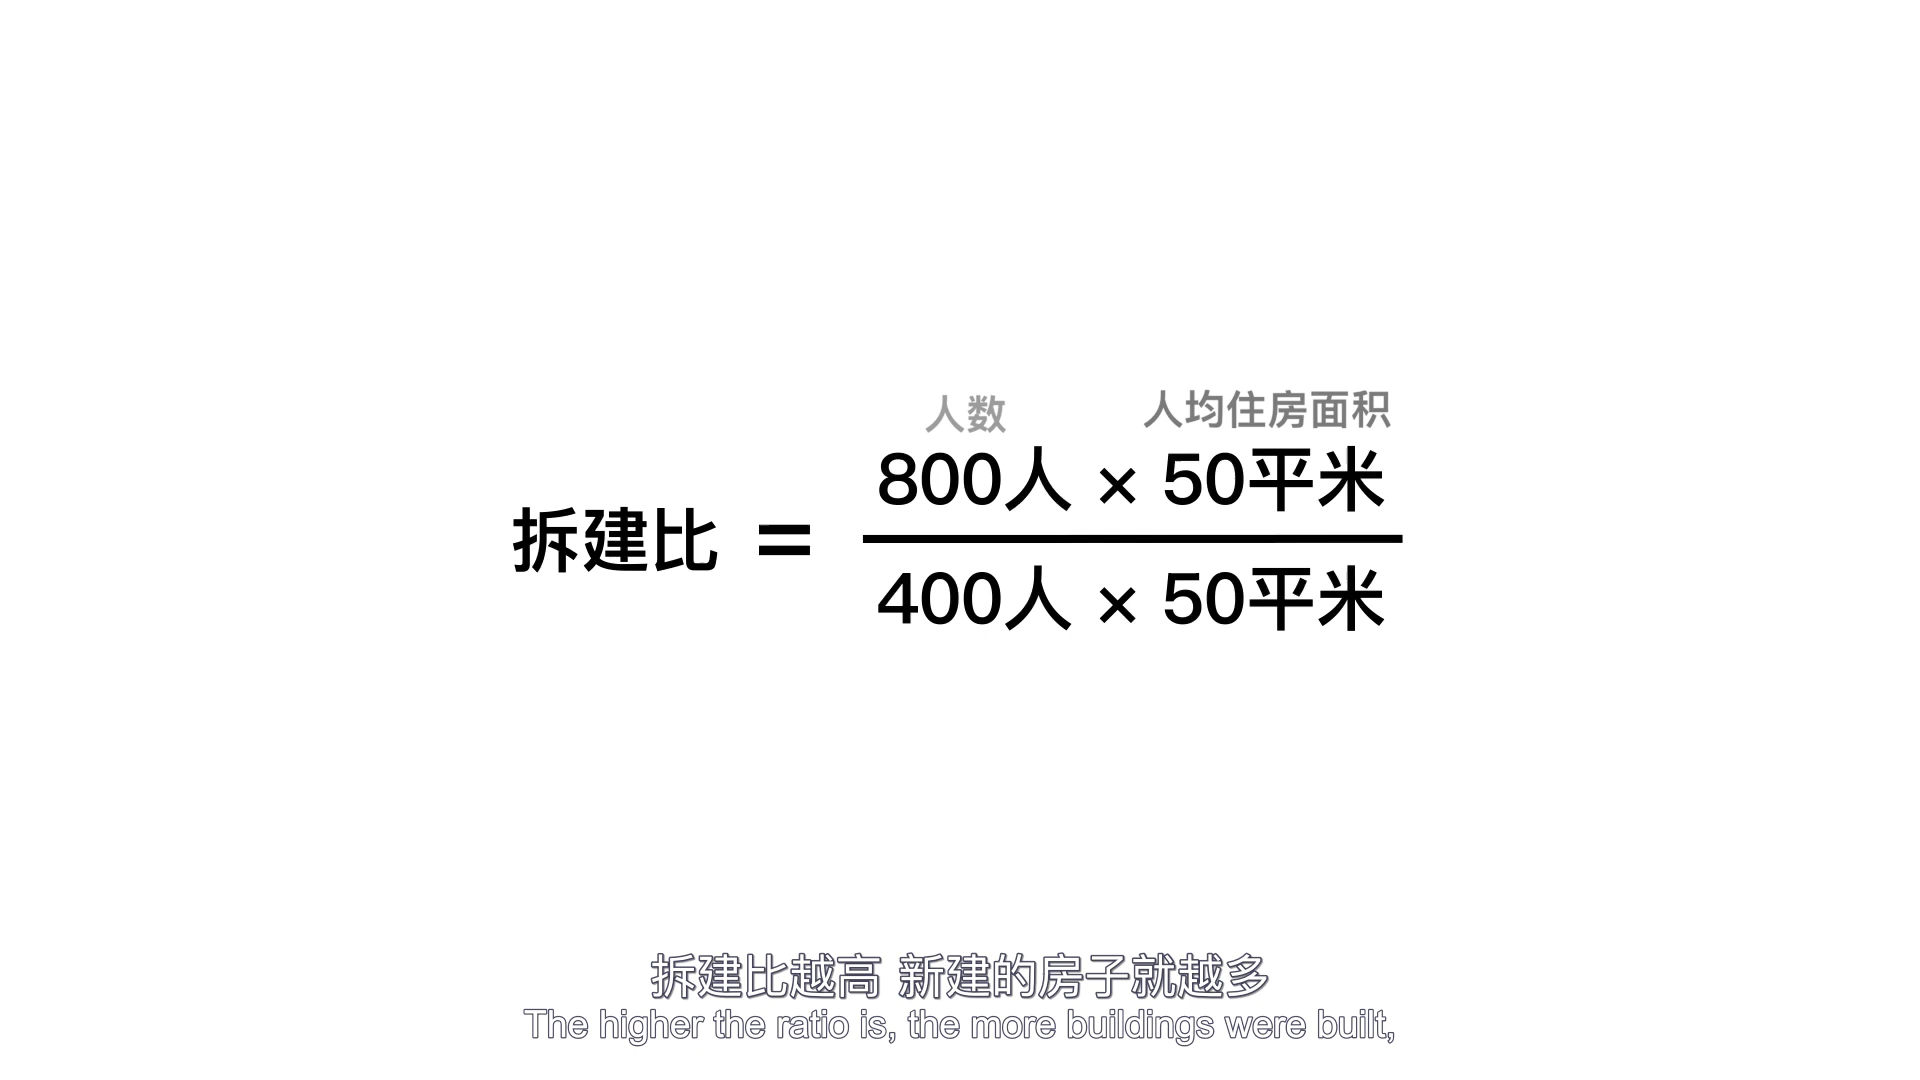 人数 人均住房面积
800人 × 50平米
拆建比 =
400人 × 50平米
拆建比越高 新建的房子就越多
The higher the ratio is, the more buildings were built,